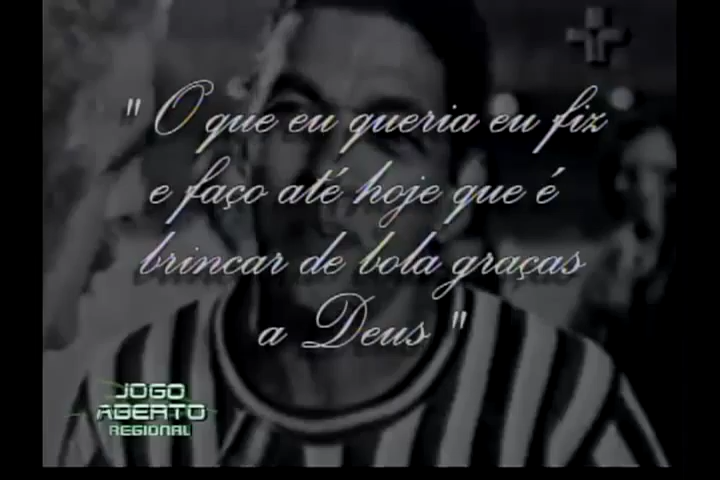 " O que eu queria eu fiz
e faço até hoje que é
brincar de bola graças
a Deus "
JOGO
ABERTO
REGIONAL